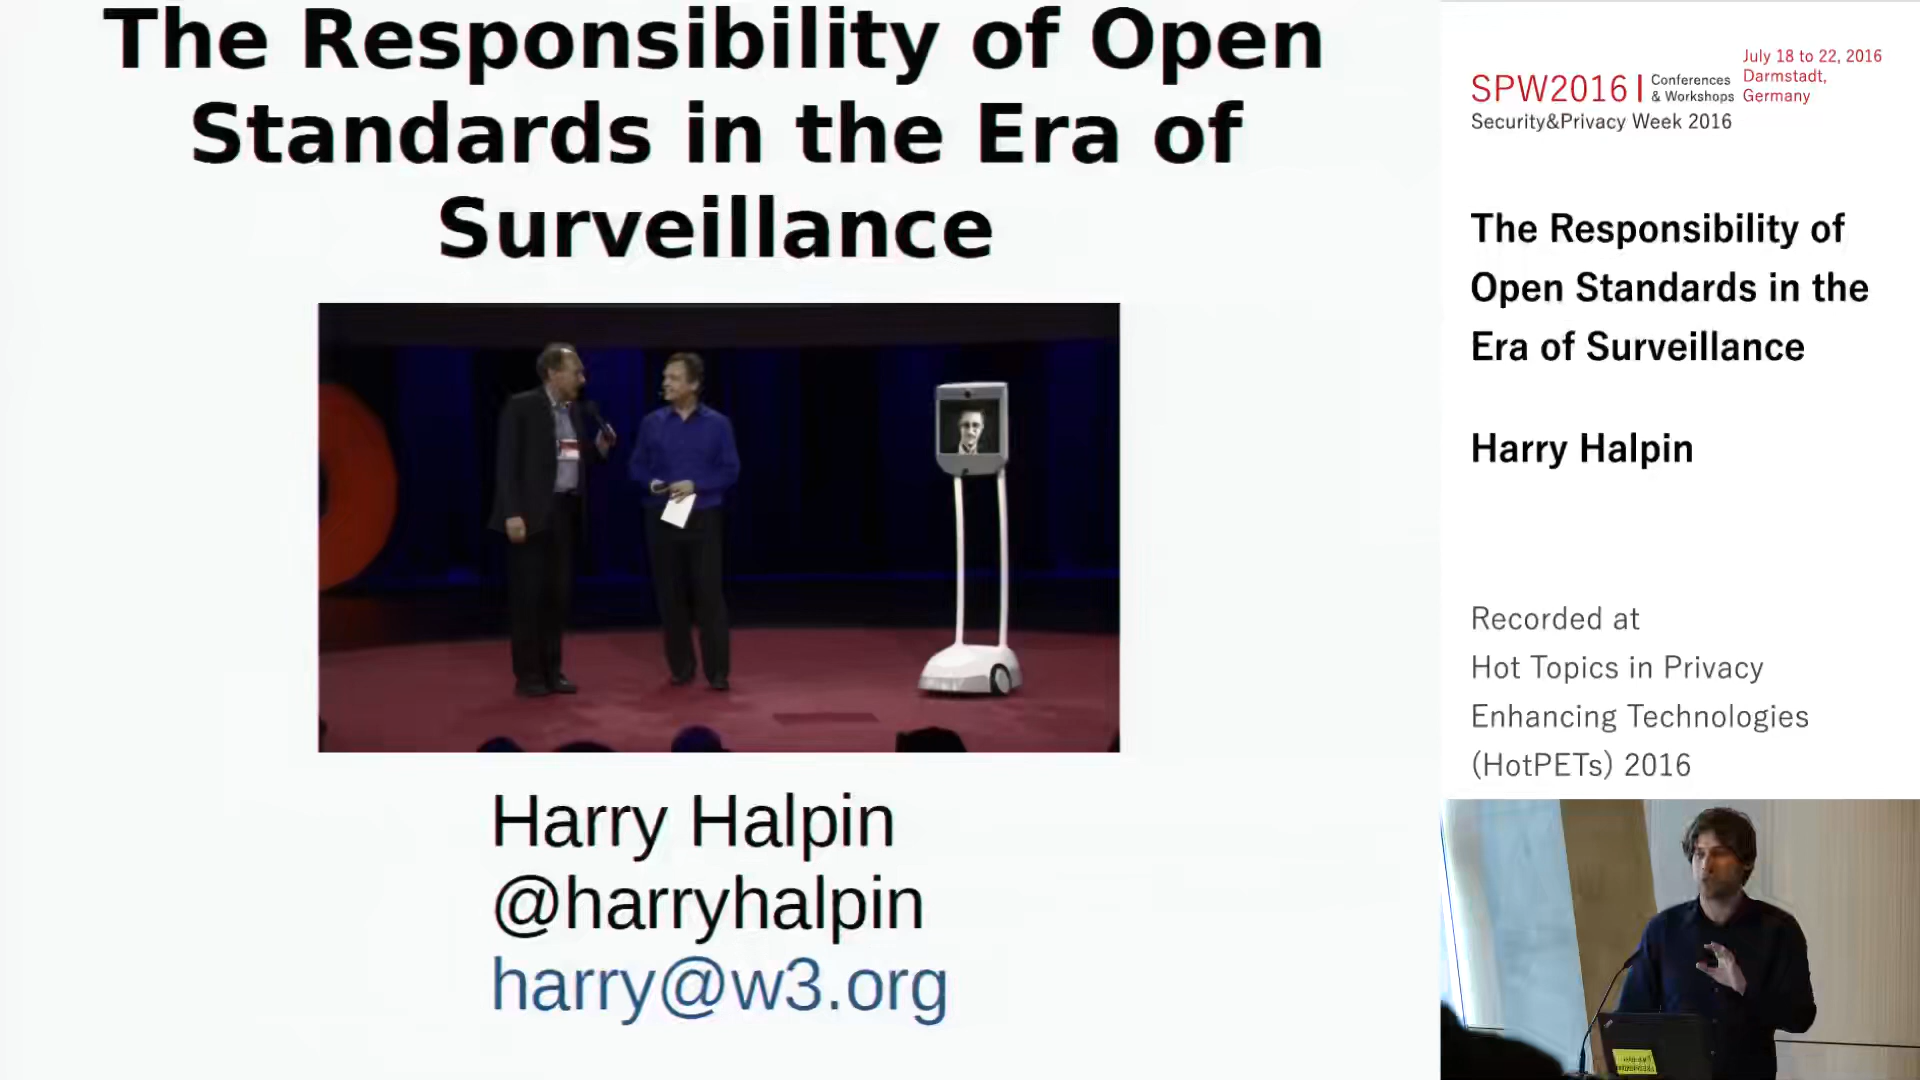 The Responsibility of Open
Standards in the Era of
Surveillance
Harry Halpin
@harryhalpin
harry@w3.org
SPW2016 | Conferences & Workshops
July 18 to 22, 2016
Darmstadt,
Germany
Security&Privacy Week 2016
The Responsibility of
Open Standards in the
Era of Surveillance
Harry Halpin
Recorded at
Hot Topics in Privacy
Enhancing Technologies
(HotPETs) 2016